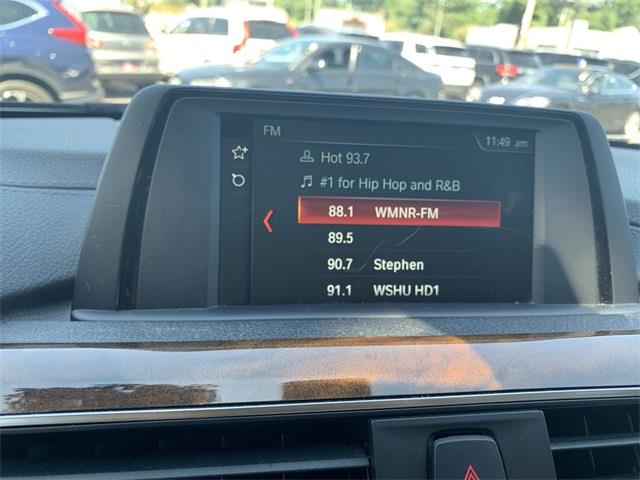 FM
11:49 am
Hot 93.7
#1 for Hip Hop and R&B
88.1 WMNR-FM
89.5
90.7 Stephen
91.1 WSHU HD1